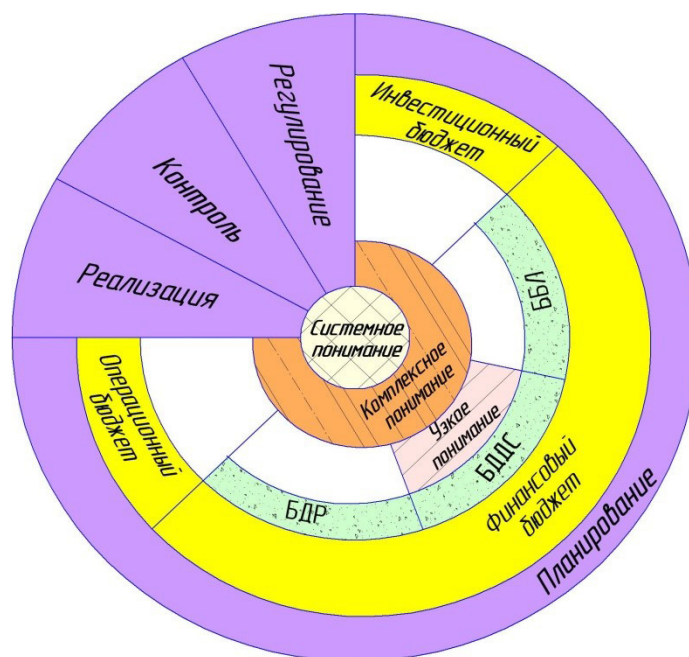 Регулирование
Контроль
Реализация
Инвестиционный
бюджет
ББЛ
Системное
понимание
Комплексное
понимание
Узкое
понимание
БДДС
БДР
Операционный
бюджет
Финансовый
бюджет
Планирование